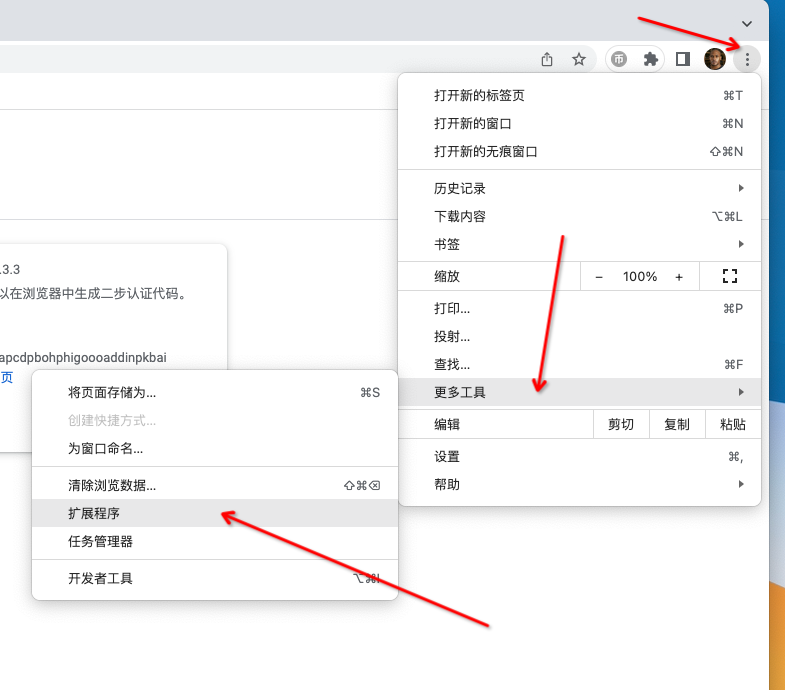 币
打开新的标签页 ⌘T
打开新的窗口 ⌘N
打开新的无痕窗口 ⇧⌘N
历史记录
下载内容 ⌥⌘L
书签
缩放 − 100% +
打印... ⌘P
投射...
查找... ⌘F
更多工具
编辑 剪切 复制 粘贴
设置 ⌘,
帮助
.3.3
以在浏览器中生成二步认证代码。
apcdpbohphigoooaddinpkbai
页
将页面存储为... ⌘S
创建快捷方式...
为窗口命名...
清除浏览数据... ⇧⌘⌫
扩展程序
任务管理器
开发者工具 ⌥⌘I